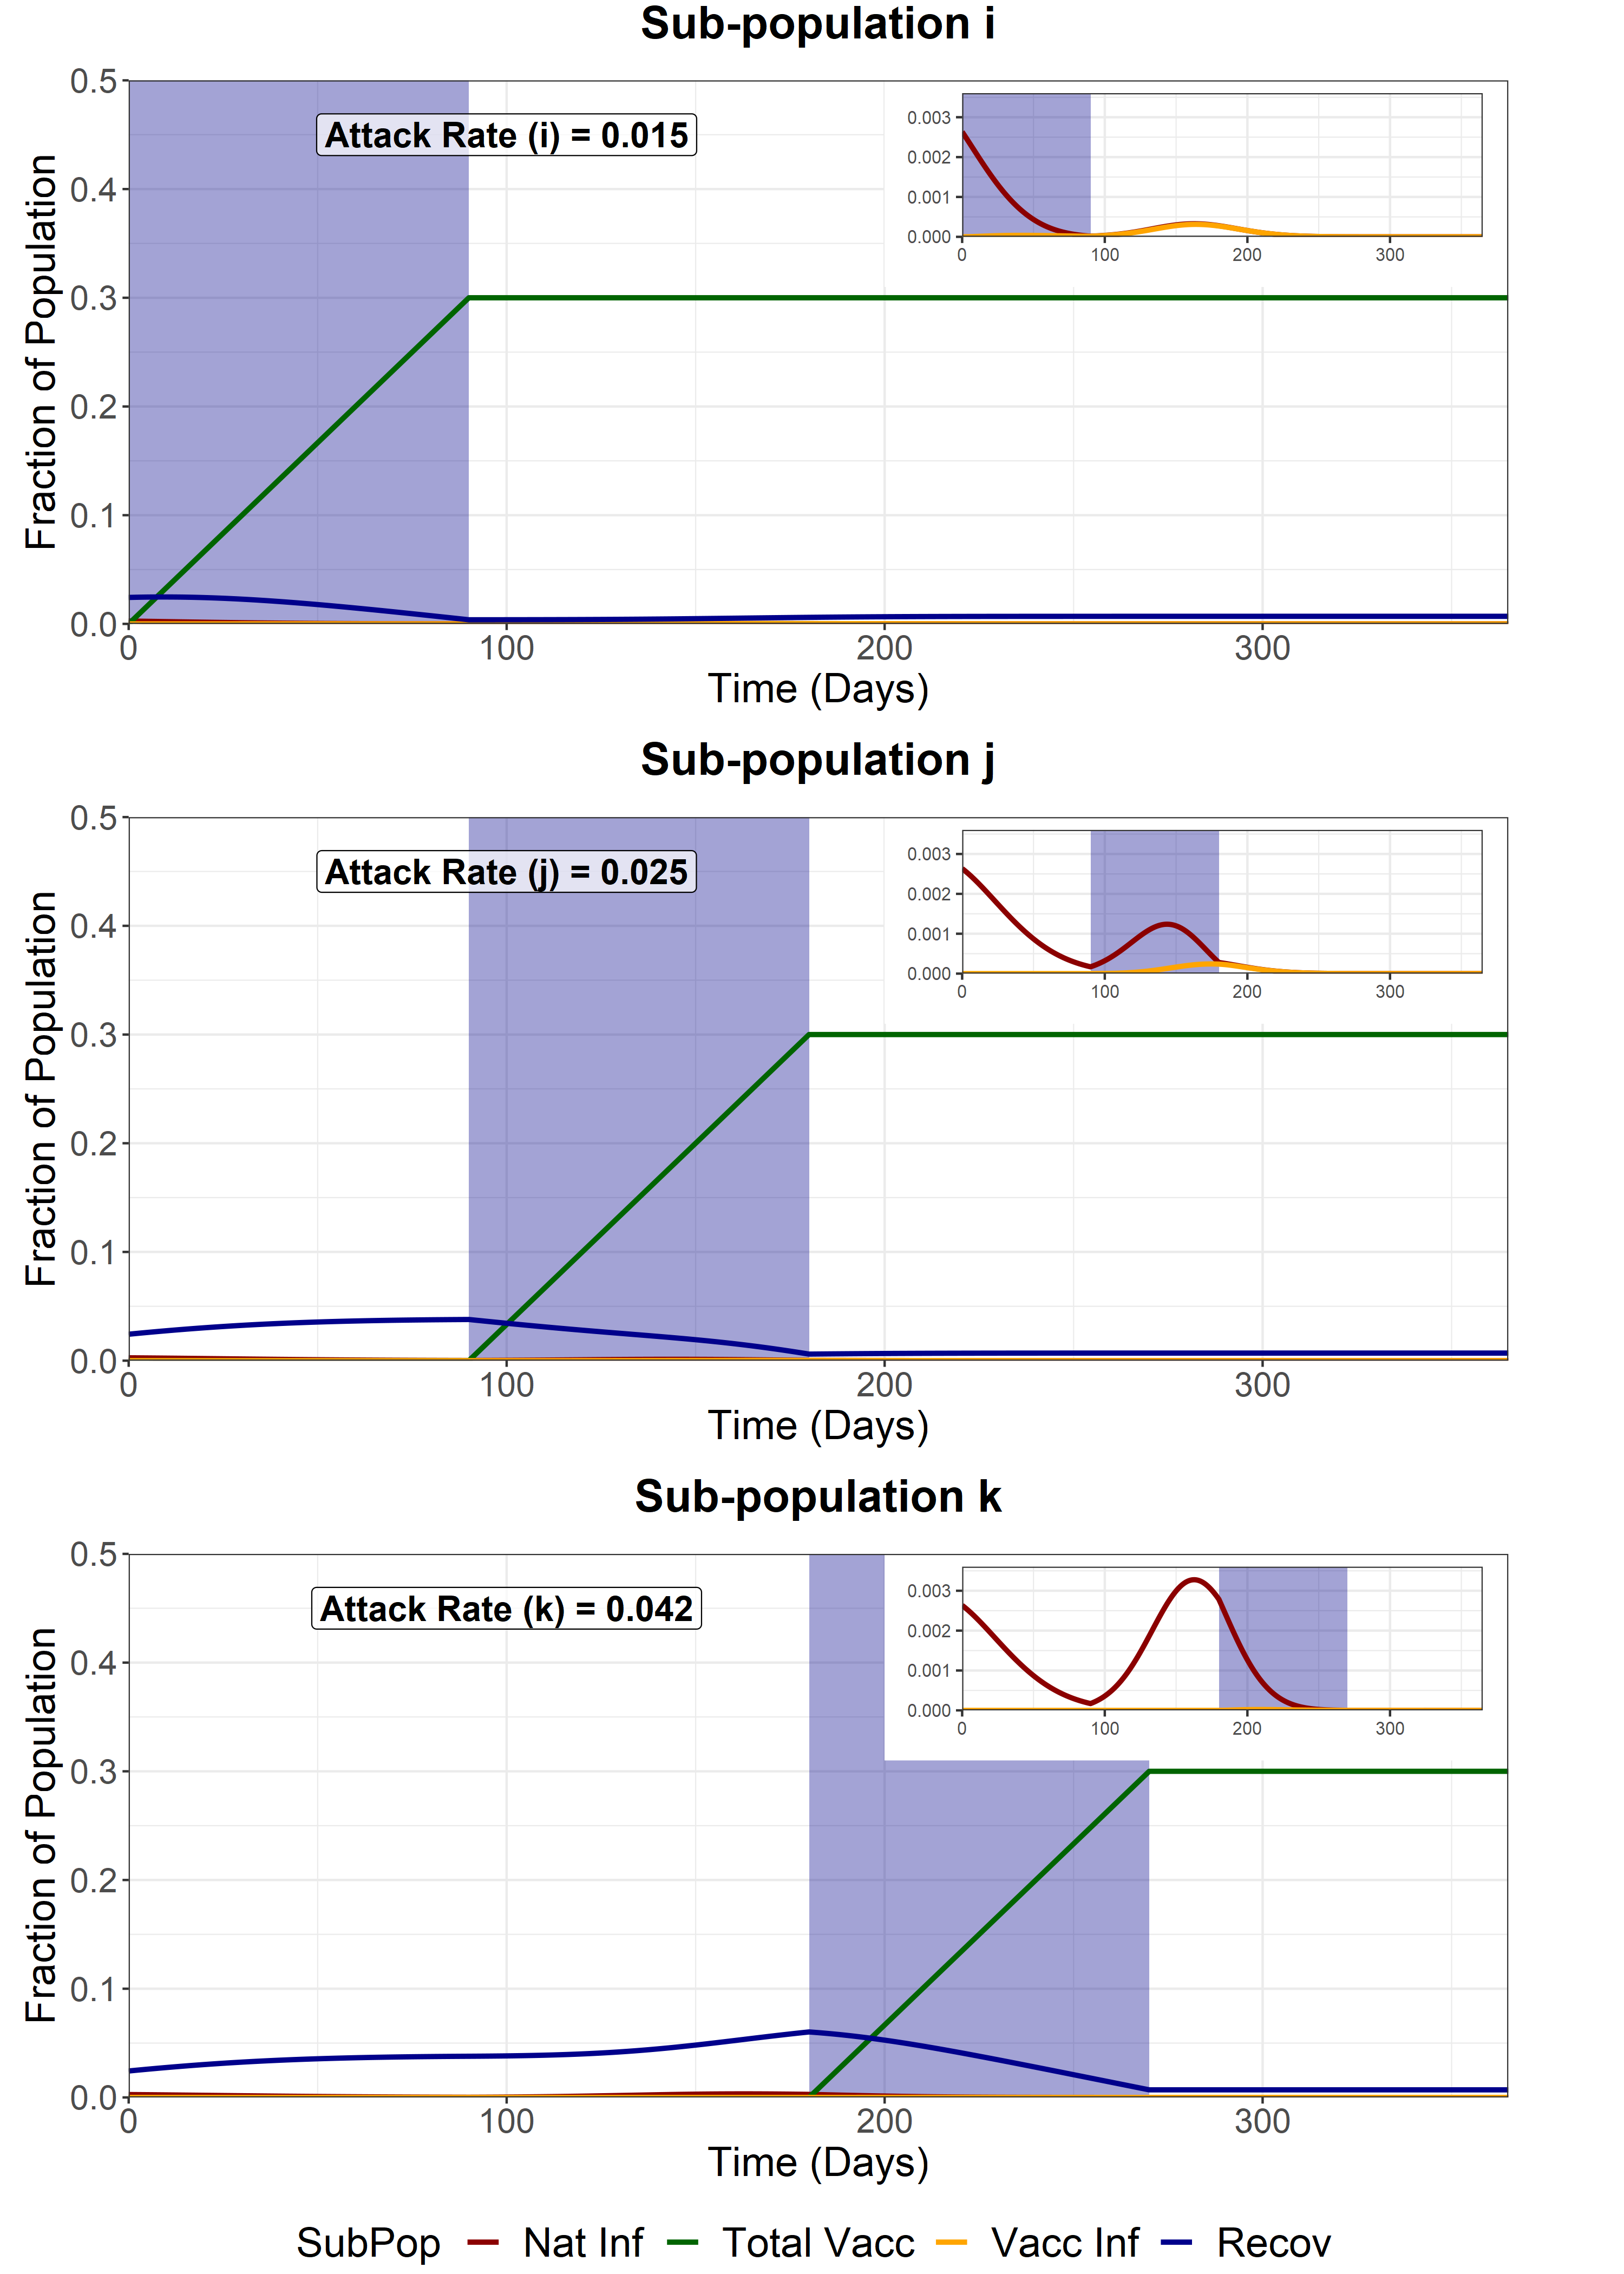 Sub-population i
Fraction of Population
0.5
0.4
0.3
0.2
0.1
0.0
Attack Rate (i) = 0.015
0.003
0.002
0.001
0.000
0 100 200 300
0 100 200 300
Time (Days)
Sub-population j
Fraction of Population
0.5
0.4
0.3
0.2
0.1
0.0
Attack Rate (j) = 0.025
0.003
0.002
0.001
0.000
0 100 200 300
0 100 200 300
Time (Days)
Sub-population k
Fraction of Population
0.5
0.4
0.3
0.2
0.1
0.0
Attack Rate (k) = 0.042
0.003
0.002
0.001
0.000
0 100 200 300
0 100 200 300
Time (Days)
SubPop Nat Inf Total Vacc Vacc Inf Recov